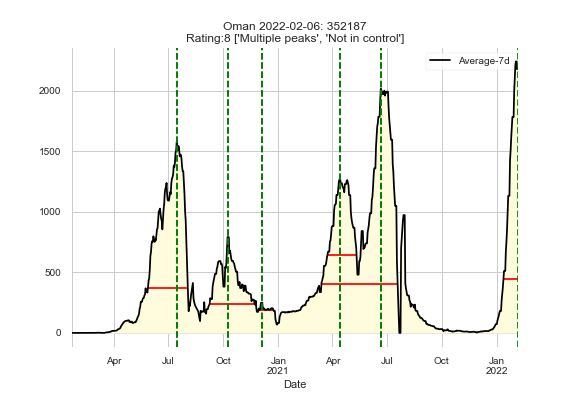 Oman 2022-02-06: 352187
Rating:8 ['Multiple peaks', 'Not in control']
Average-7d
2000
1500
1000
500
0
Apr Jul Oct Jan Apr Jul Oct Jan
2021 2022
Date